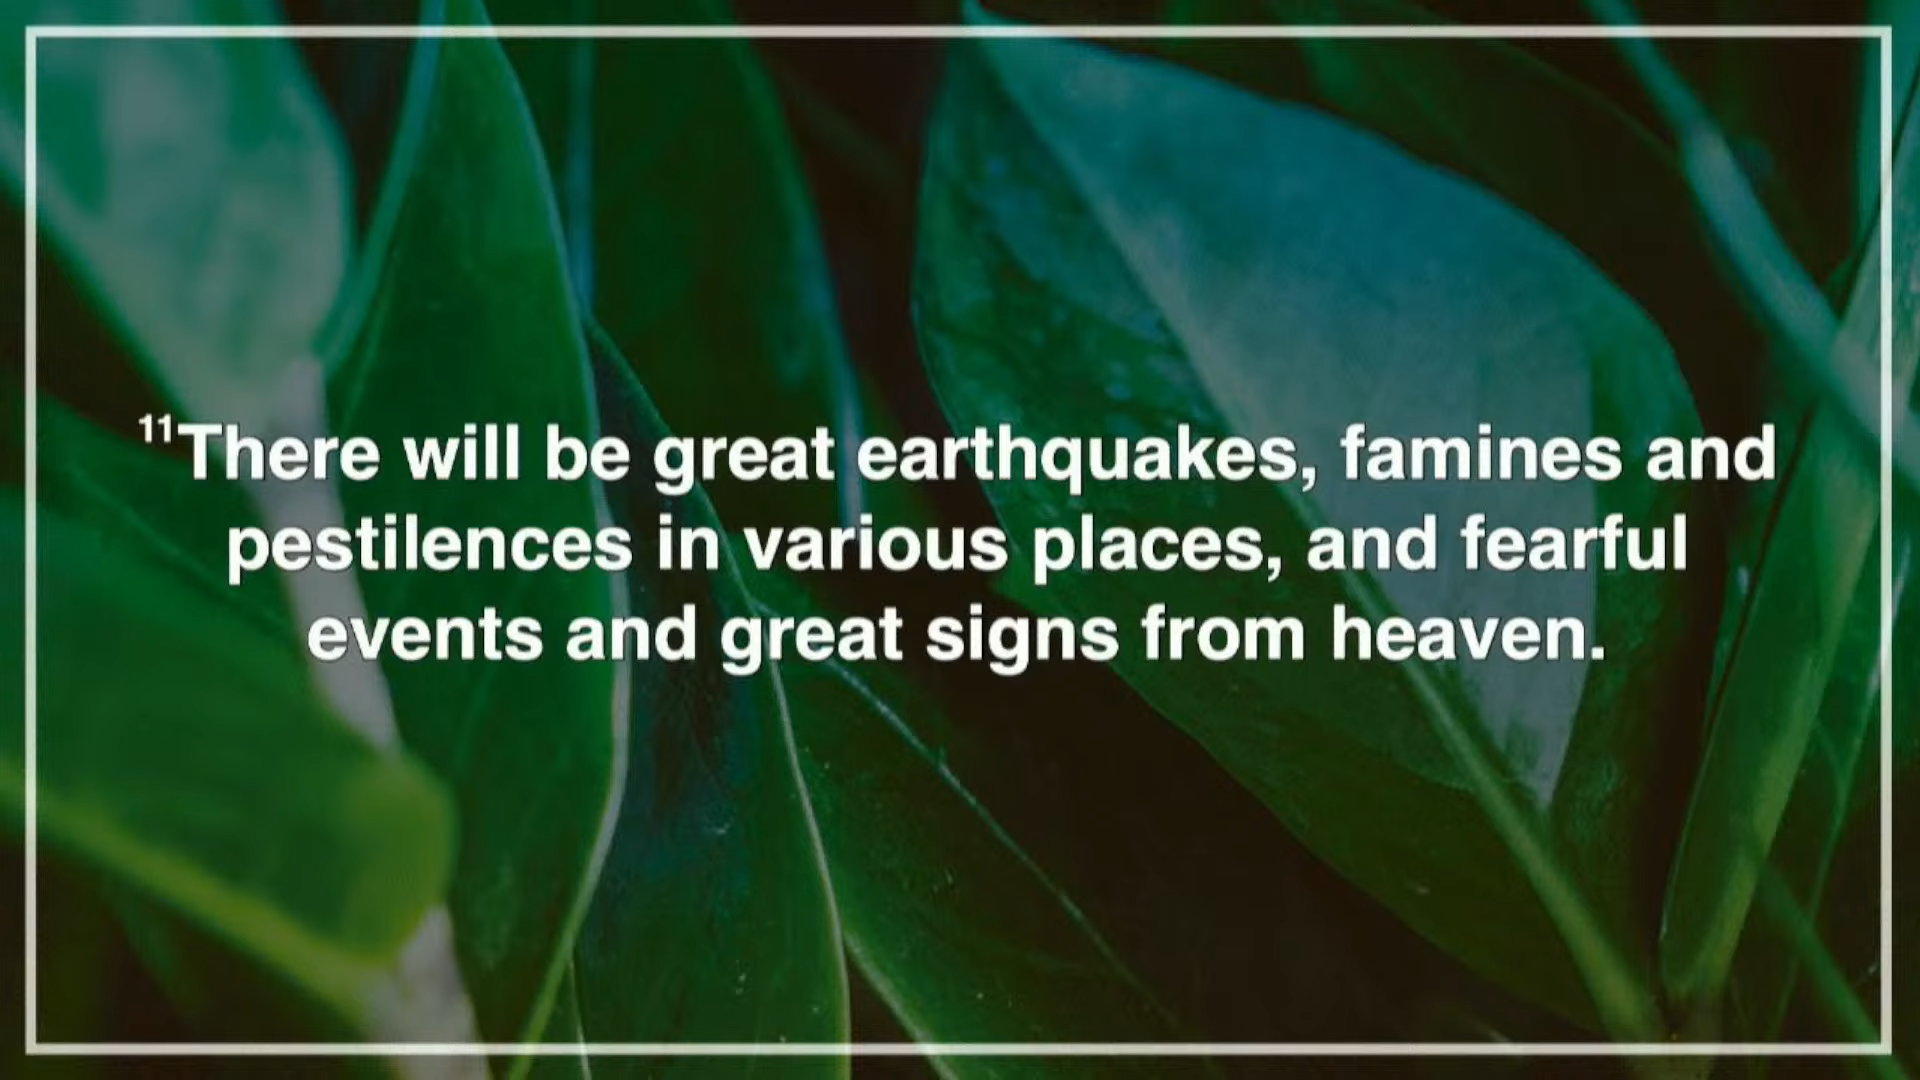 ¹¹There will be great earthquakes, famines and
pestilences in various places, and fearful
events and great signs from heaven.